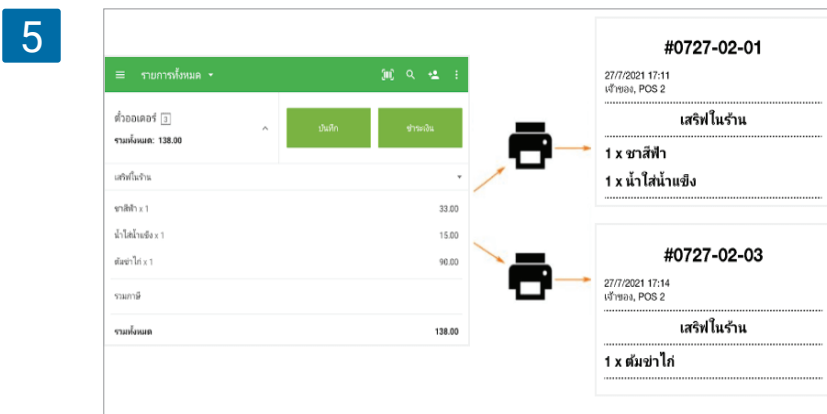 5
รายการทั้งหมด
ตั๋วออเดอร์ 3
รวมทั้งหมด: 138.00
บันทึก
ชำระเงิน
เสริฟในร้าน
ชาสีฟ้า x 1 33.00
น้ำใส่น้ำแข็ง x 1 15.00
ต้มข่าไก่ x 1 90.00
รวมภาษี
รวมทั้งหมด 138.00
#0727-02-01
27/7/2021 17:11
เจ้าของ, POS 2
เสริฟในร้าน
1 x ชาสีฟ้า
1 x น้ำใส่น้ำแข็ง
#0727-02-03
27/7/2021 17:14
เจ้าของ, POS 2
เสริฟในร้าน
1 x ต้มข่าไก่